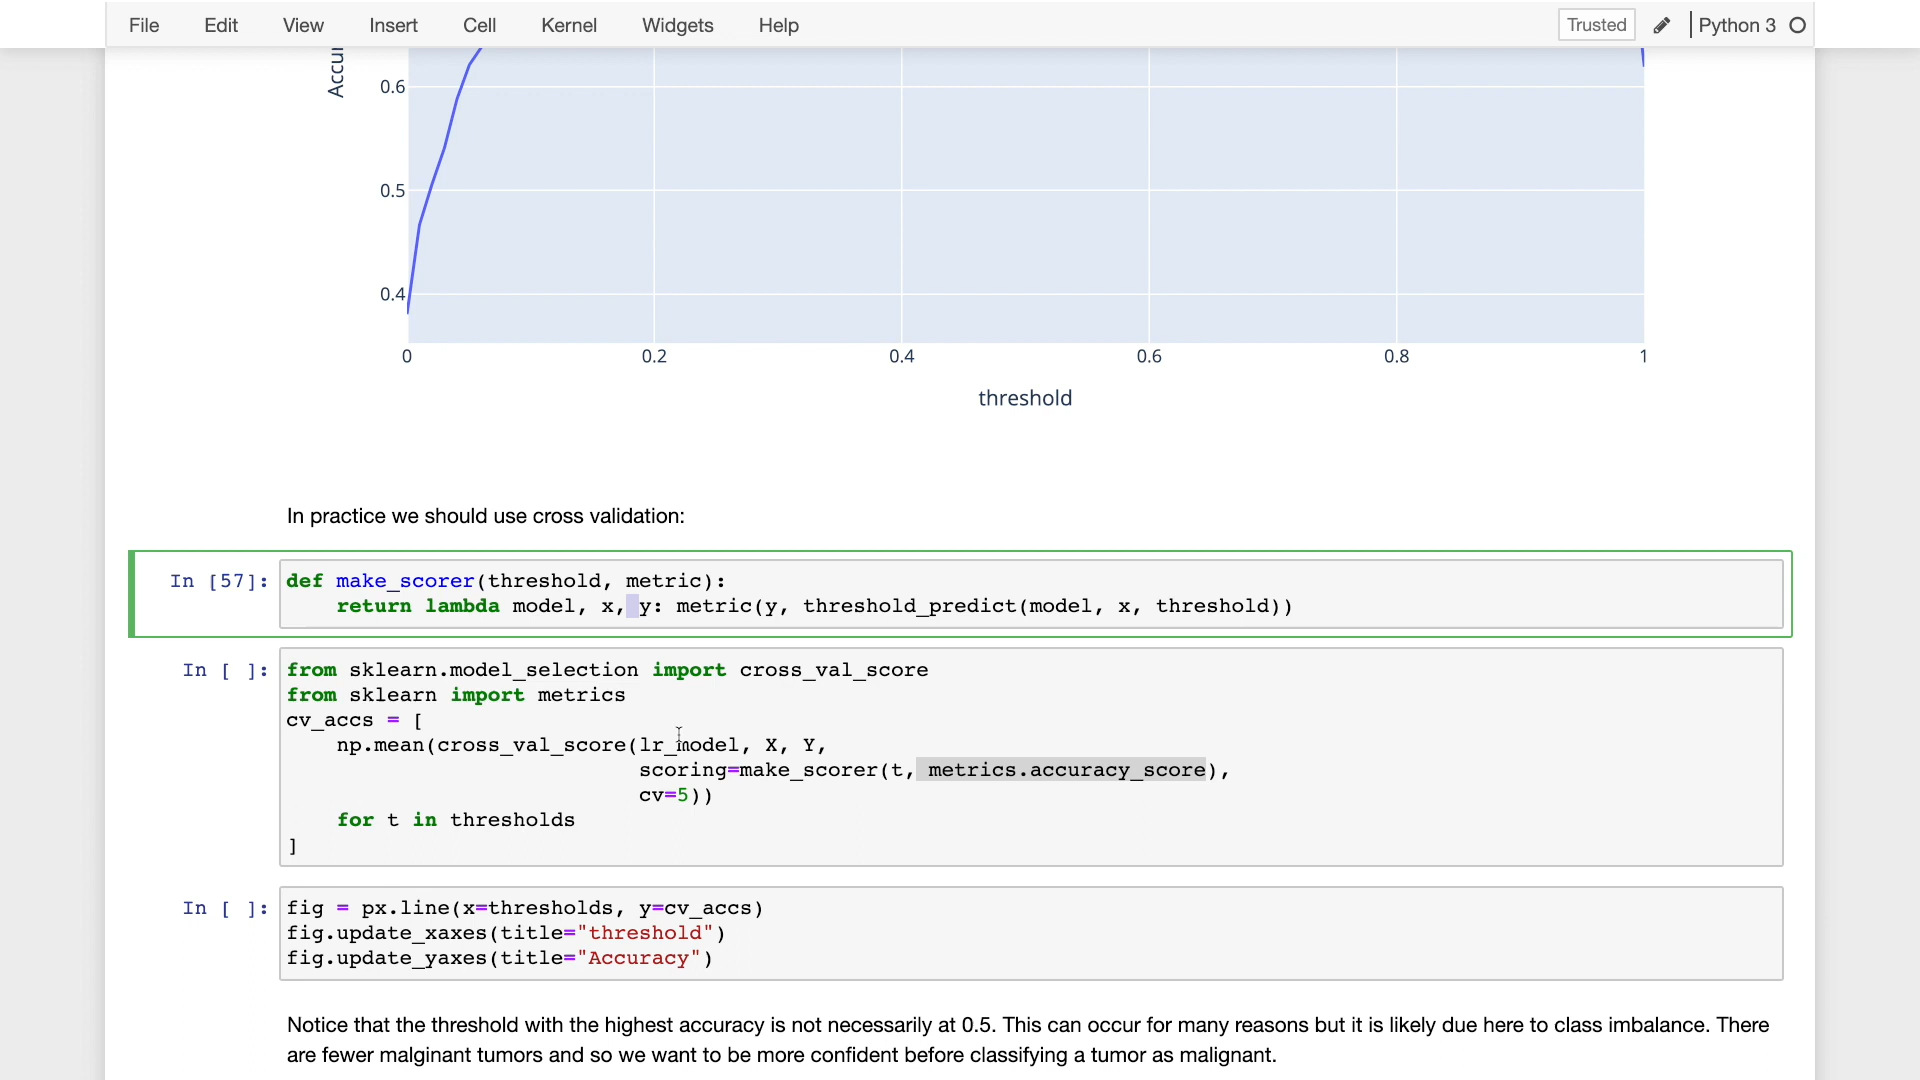 File Edit View Insert Cell Kernel Widgets Help Trusted Python 3
Accu
0.6
0.5
0.4
0 0.2 0.4 0.6 0.8 1
threshold
In practice we should use cross validation:
In [57]: def make_scorer(threshold, metric):
return lambda model, x, y: metric(y, threshold_predict(model, x, threshold))
In [ ]: from sklearn.model_selection import cross_val_score
from sklearn import metrics
cv_accs = [
np.mean(cross_val_score(lr_model, X, Y,
scoring=make_scorer(t, metrics.accuracy_score),
cv=5))
for t in thresholds
]
In [ ]: fig = px.line(x=thresholds, y=cv_accs)
fig.update_xaxes(title="threshold")
fig.update_yaxes(title="Accuracy")
Notice that the threshold with the highest accuracy is not necessarily at 0.5. This can occur for many reasons but it is likely due here to class imbalance. There
are fewer malginant tumors and so we want to be more confident before classifying a tumor as malignant.